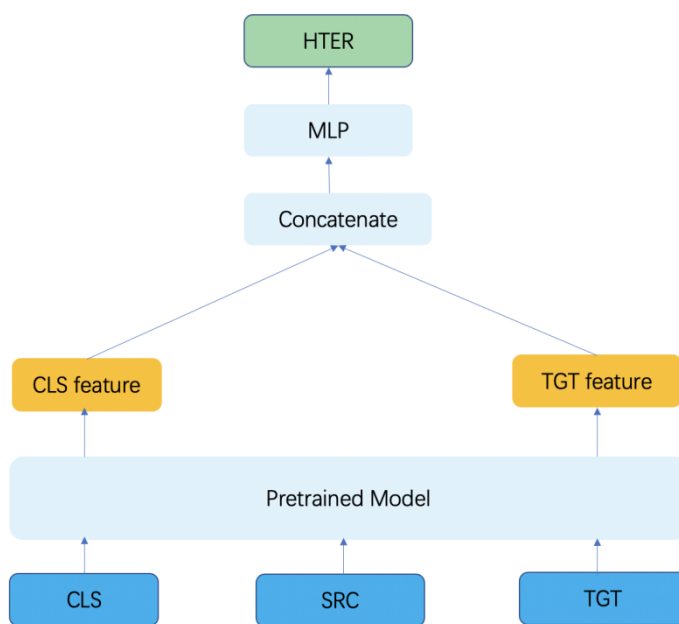 HTER
MLP
Concatenate
CLS feature
TGT feature
Pretrained Model
CLS
SRC
TGT